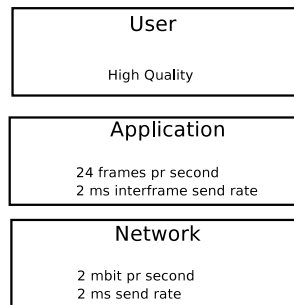 User
High Quality
Application
24 frames pr second
2 ms interframe send rate
Network
2 mbit pr second
2 ms send rate